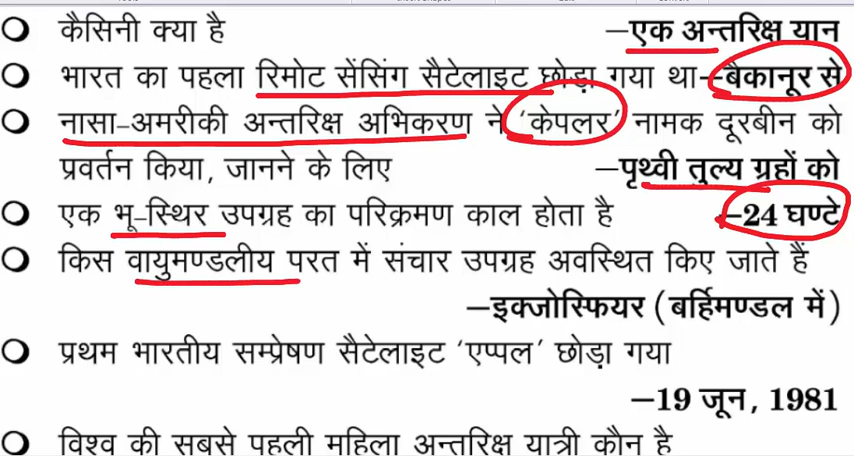 कैसिनी क्या है –एक अन्तरिक्ष यान
भारत का पहला रिमोट सेंसिंग सैटेलाइट छोड़ा गया था –बैकानूर से
नासा-अमरीकी अन्तरिक्ष अभिकरण ने ‘केपलर’ नामक दूरबीन को
प्रवर्तन किया, जानने के लिए –पृथ्वी तुल्य ग्रहों को
एक भू-स्थिर उपग्रह का परिक्रमण काल होता है –24 घण्टे
किस वायुमण्डलीय परत में संचार उपग्रह अवस्थित किए जाते हैं
–इक्जोस्फियर (बर्हिमण्डल में)
प्रथम भारतीय सम्प्रेषण सैटेलाइट ‘एप्पल’ छोड़ा गया
–19 जून, 1981
विश्व की सबसे पहली महिला अन्तरिक्ष यात्री कौन है